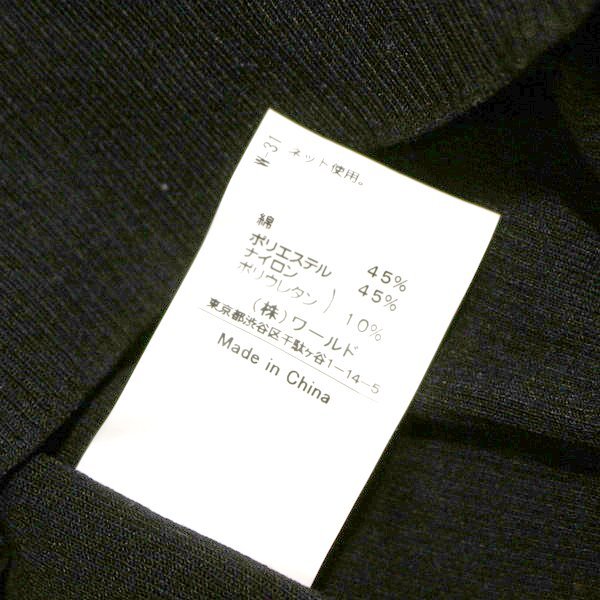 W-31 ネット使用。
綿 45%
ポリエステル 45%
ナイロン
ポリウレタン } 10%
(株)ワールド
東京都渋谷区千駄ヶ谷1-14-5
Made in China